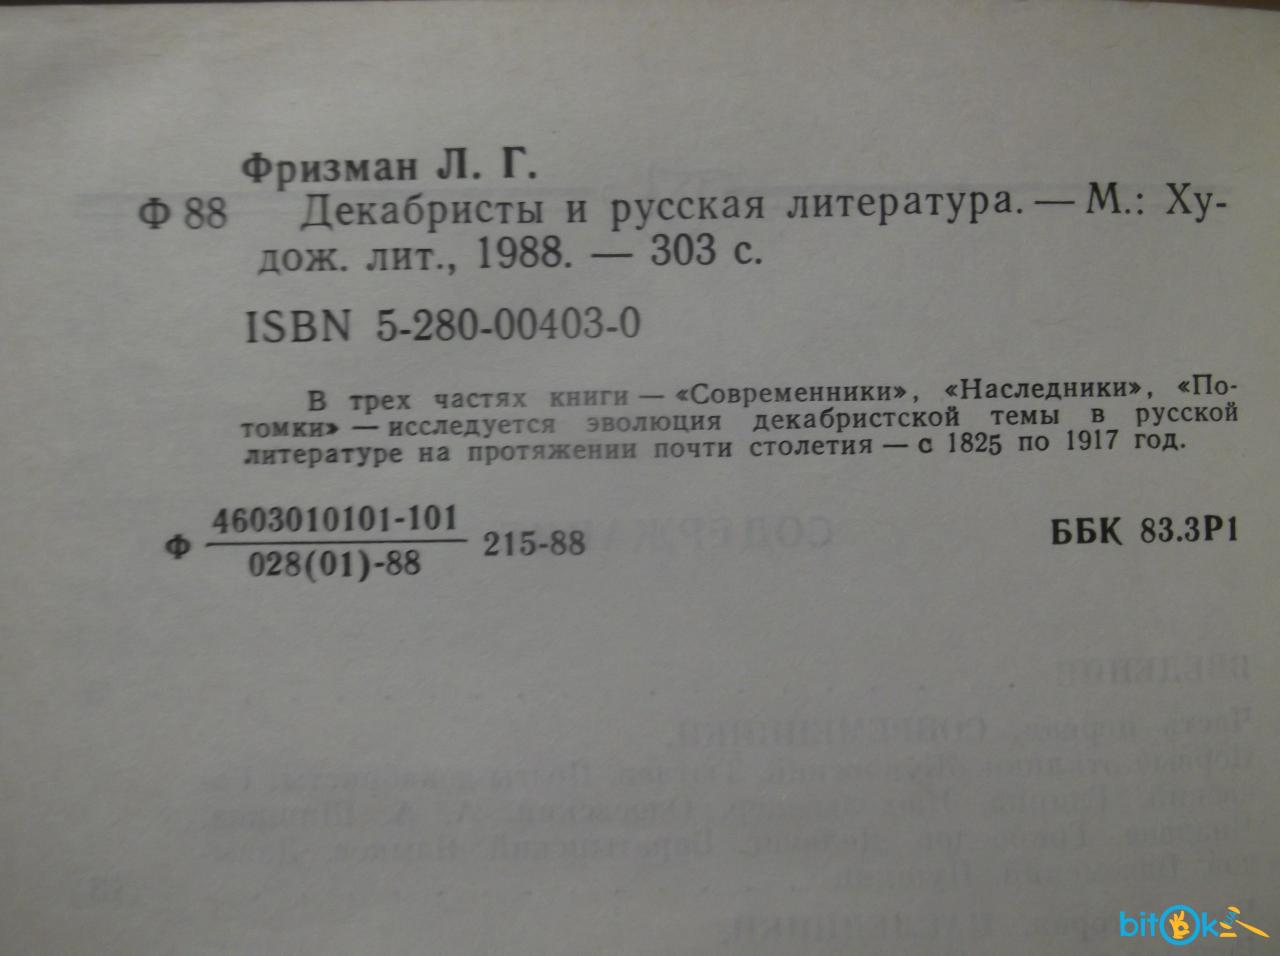 Фризман Л. Г.
Ф 88 Декабристы и русская литература. — М.: Ху-
дож. лит., 1988. — 303 с.
ISBN 5-280-00403-0
В трех частях книги — «Современники», «Наследники», «По-
томки» — исследуется эволюция декабристской темы в русской
литературе на протяжении почти столетия — с 1825 по 1917 год.
Ф 4603010101-101
028(01)-88 215-88
ББК 83.3Р1
bitOk